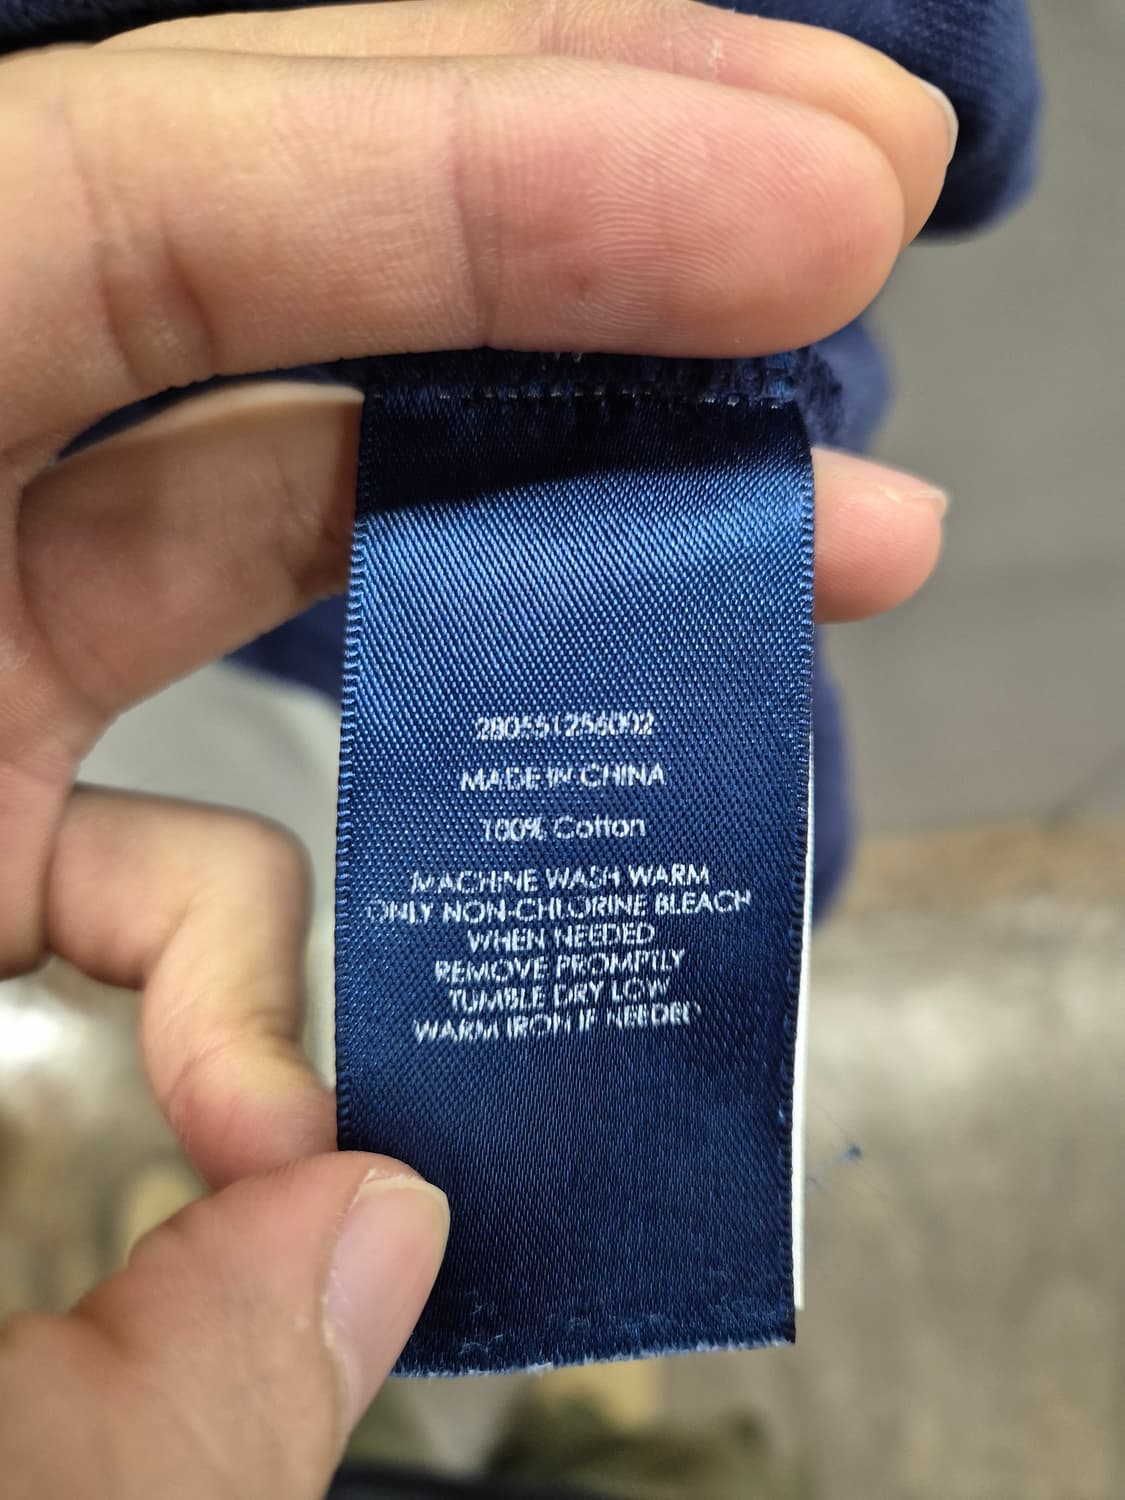 280551256002
MADE IN CHINA
100% Cotton
MACHINE WASH WARM
ONLY NON-CHLORINE BLEACH
WHEN NEEDED
REMOVE PROMPTLY
TUMBLE DRY LOW
WARM IRON IF NEEDED